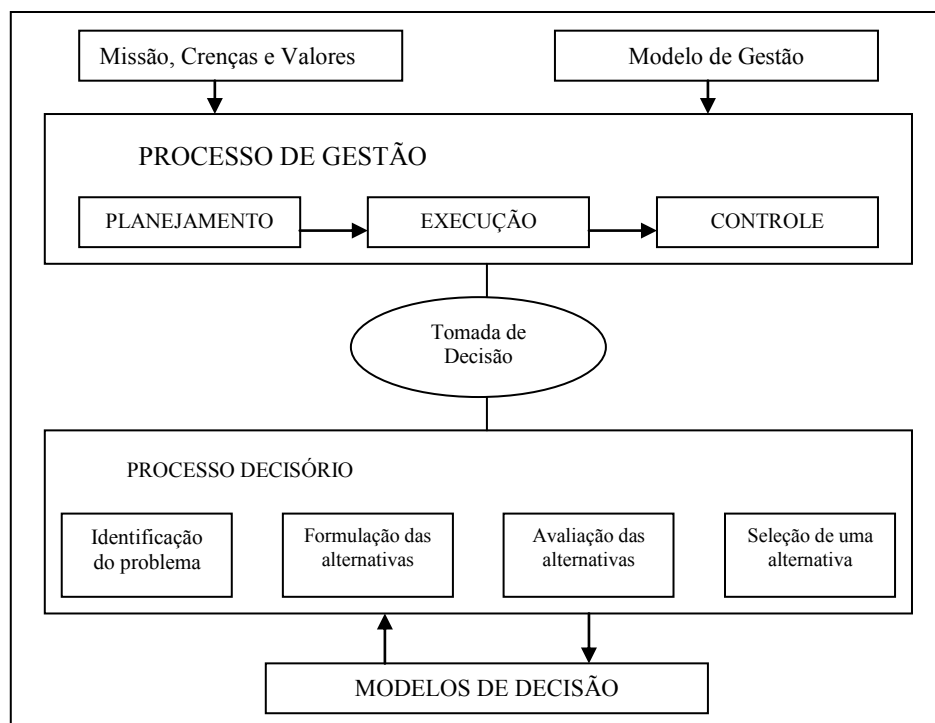 Missão, Crenças e Valores
Modelo de Gestão
PROCESSO DE GESTÃO
PLANEJAMENTO
EXECUÇÃO
CONTROLE
Tomada de
Decisão
PROCESSO DECISÓRIO
Identificação
do problema
Formulação das
alternativas
Avaliação das
alternativas
Seleção de uma
alternativa
MODELOS DE DECISÃO